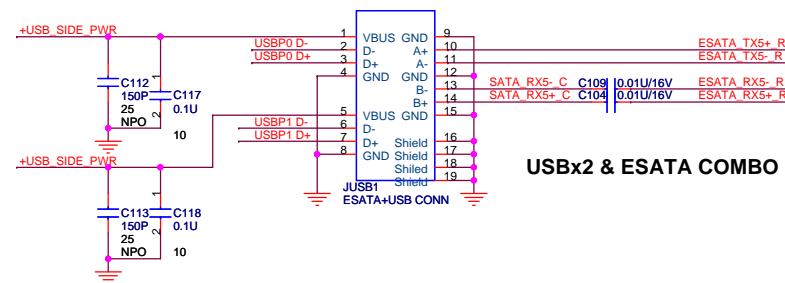 +USB_SIDE_PWR
C112
150P
25
NPO
1
2
C117
0.1U
10
+USB_SIDE_PWR
C113
150P
25
NPO
1
2
C118
0.1U
10
USBP0 D-
USBP0 D+
USBP1 D-
USBP1 D+
1 VBUS GND 9
2 D- A+ 10
3 D+ A- 11
4 GND GND 12
B- 13
B+ 14
5 VBUS GND 15
6 D-
7 D+ Shield 16
8 GND Shield 17
Shiled 18
Shield 19
JUSB1
ESATA+USB CONN
ESATA_TX5+_R
ESATA_TX5-_R
SATA_RX5-_C C109 0.01U/16V ESATA_RX5-_R
SATA_RX5+_C C104 0.01U/16V ESATA_RX5+_R
USBx2 & ESATA COMBO